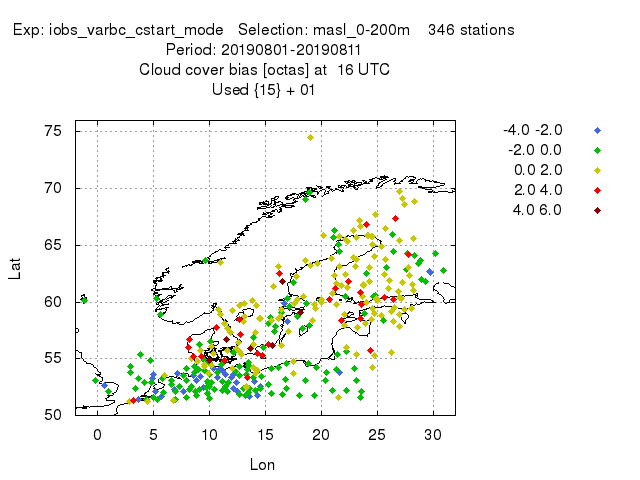 Exp: iobs_varbc_cstart_mode   Selection: masl_0-200m    346 stations
Period: 20190801-20190811
Cloud cover bias [octas] at  16 UTC
Used {15} + 01
-4.0 -2.0
-2.0 0.0
0.0 2.0
2.0 4.0
4.0 6.0
75
70
65
60
55
50
Lat
0 5 10 15 20 25 30
Lon